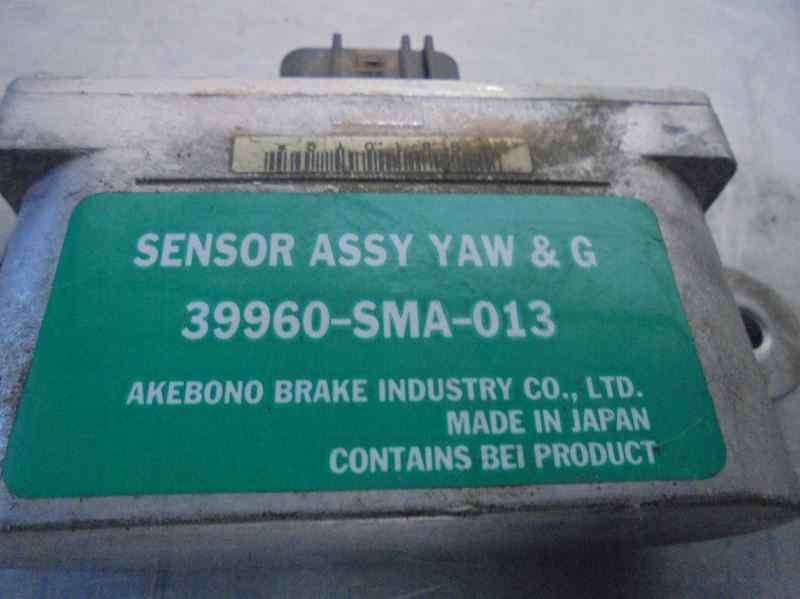 SENSOR ASSY YAW & G
39960-SMA-013
AKEBONO BRAKE INDUSTRY CO., LTD.
MADE IN JAPAN
CONTAINS BEI PRODUCT